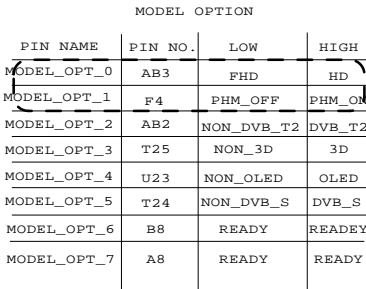 MODEL OPTION
PIN NAME PIN NO. LOW HIGH
MODEL_OPT_0 AB3 FHD HD
MODEL_OPT_1 F4 PHM_OFF PHM_ON
MODEL_OPT_2 AB2 NON_DVB_T2 DVB_T2
MODEL_OPT_3 T25 NON_3D 3D
MODEL_OPT_4 U23 NON_OLED OLED
MODEL_OPT_5 T24 NON_DVB_S DVB_S
MODEL_OPT_6 B8 READY READEY
MODEL_OPT_7 A8 READY READY